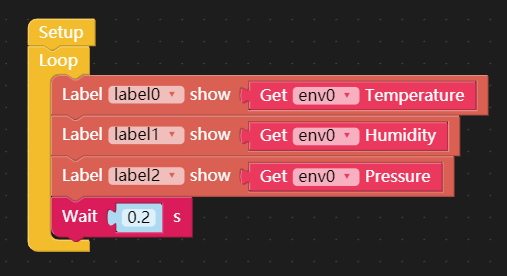 Setup
Loop
Label label0 show Get env0 Temperature
Label label1 show Get env0 Humidity
Label label2 show Get env0 Pressure
Wait 0.2 s